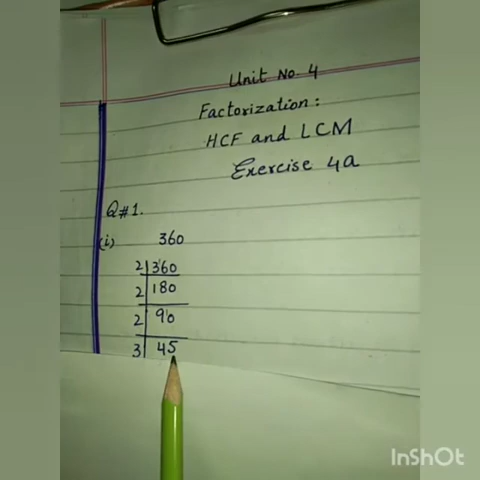 Unit No. 4
Factorization:
HCF and LCM
Exercise 4a
Q#1.
(i) 360
2 | 360
2 | 180
2 | 90
3 | 45
InShOt